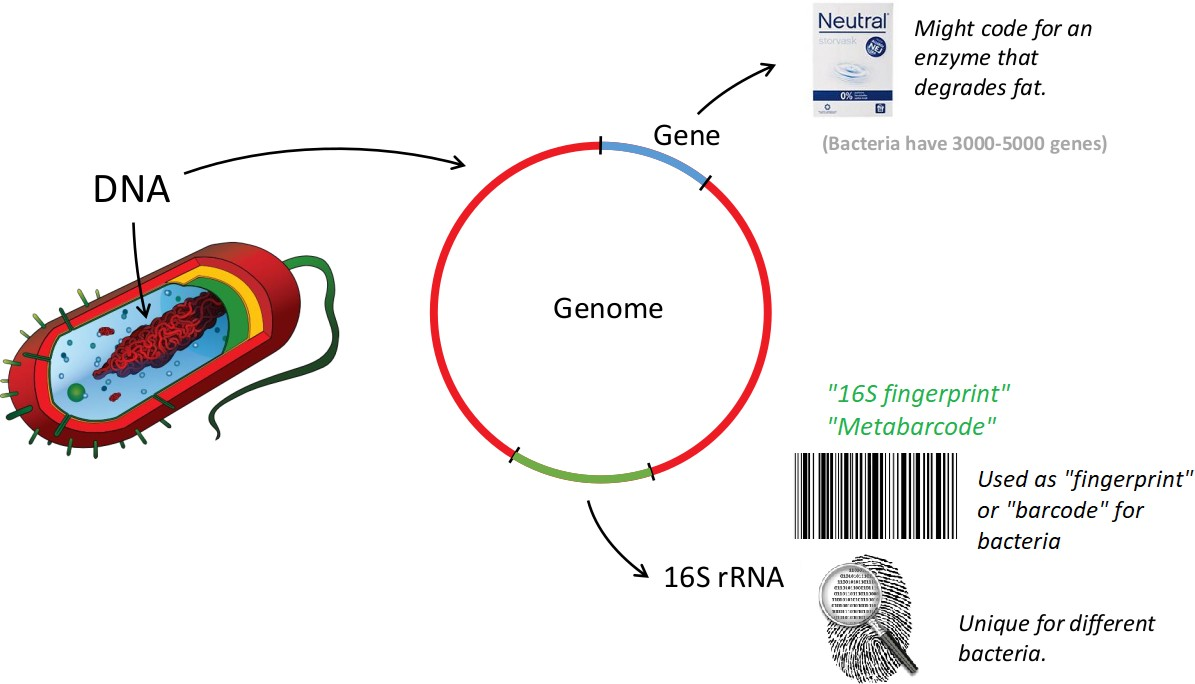 Neutral
storvask
NEJ
0%
Might code for an
enzyme that
degrades fat.
Gene
(Bacteria have 3000-5000 genes)
DNA
Genome
"16S fingerprint"
"Metabarcode"
Used as "fingerprint"
or "barcode" for
bacteria
16S rRNA
Unique for different
bacteria.